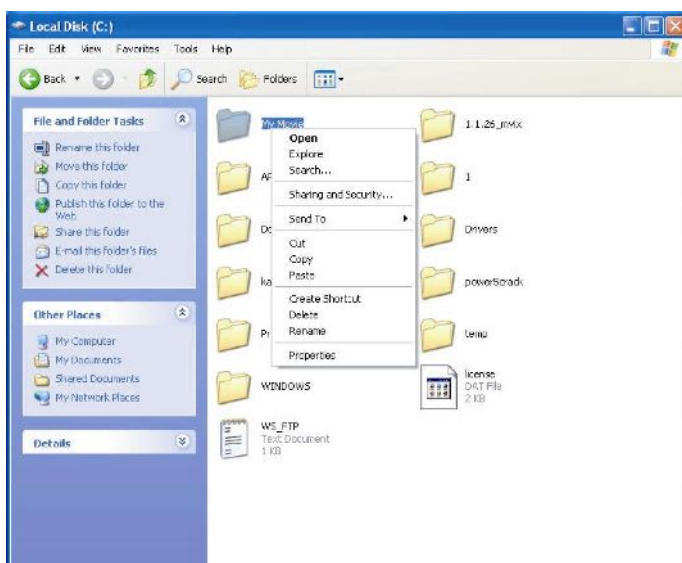 Local Disk (C:)
File Edit View Favorites Tools Help
Back Search Folders
File and Folder Tasks
Rename this folder
Move this folder
Copy this folder
Publish this folder to the
Web
Share this folder
E-mail this folder's files
Delete this folder
Other Places
My Computer
My Documents
Shared Documents
My Network Places
Details
My Movie
1.1.26_mvix
1
Drivers
temp
WINDOWS
license
DAT File
2 KB
WS_FTP
Text Document
1 KB
Open
Explore
Search...
Sharing and Security...
Send To
Cut
Copy
Paste
Create Shortcut
Delete
Rename
Properties